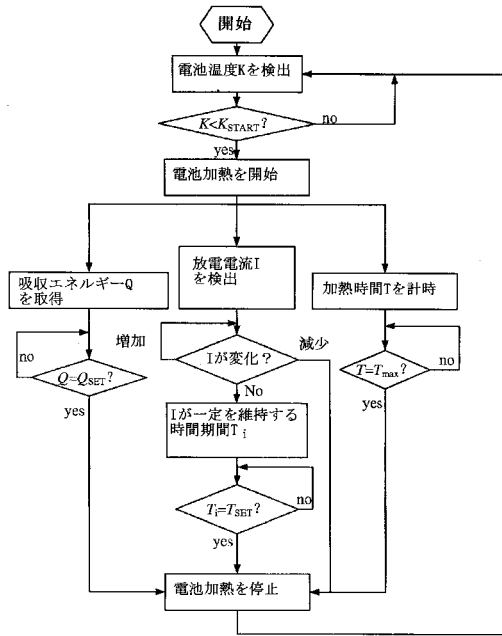 開始
電池温度Kを検出
K<K_START?
no
yes
電池加熱を開始
吸収エネルギーQ
を取得
放電電流I
を検出
加熱時間Tを計時
増加
減少
no
Q=Q_SET?
yes
Iが変化?
No
T=T_max?
no
yes
Iが一定を維持する
時間期間T i
T_i=T_SET?
no
yes
電池加熱を停止